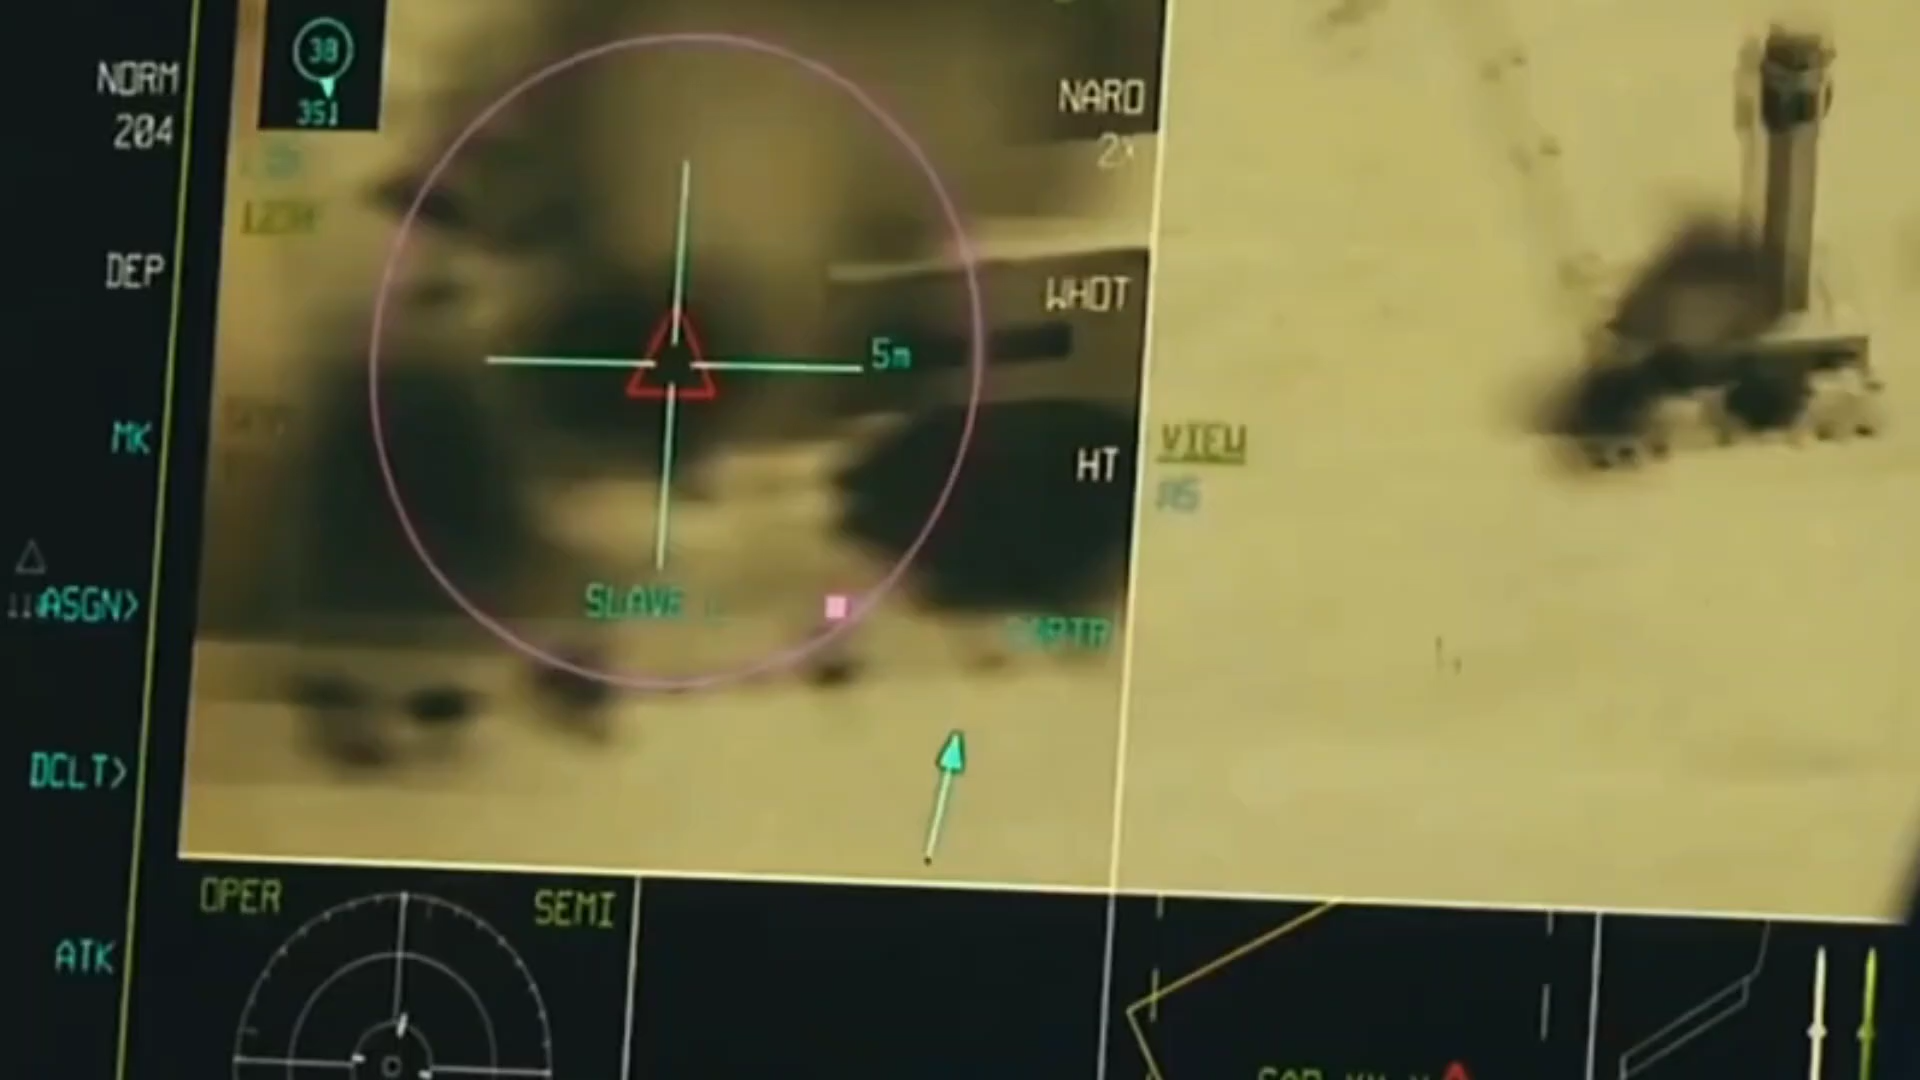 NORM
204
38
351
NARO
2X
DEP
WHOT
5m
MK
HT
VIEW
ASGN>
SLAVE
DCLT>
OPER
SEMI
ATK